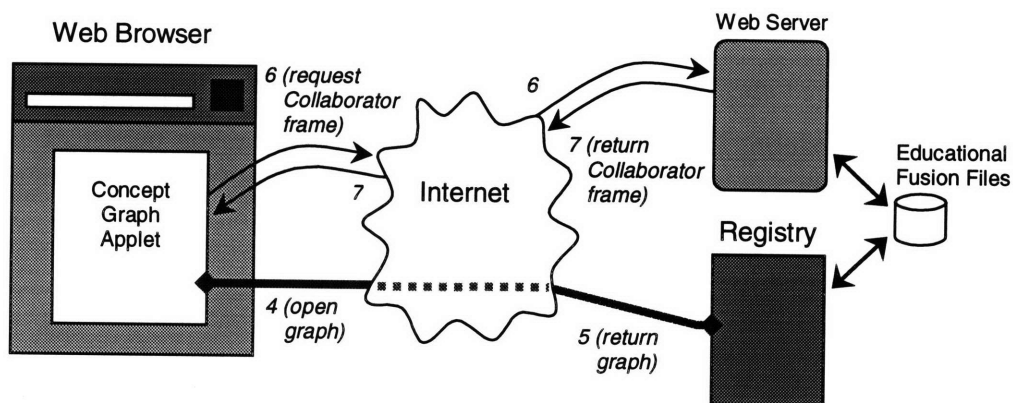 Web Browser
Web Server
6 (request
Collaborator
frame)
6
7 (return
Collaborator
frame)
7
Concept
Graph
Applet
Internet
Educational
Fusion Files
Registry
4 (open
graph)
5 (return
graph)